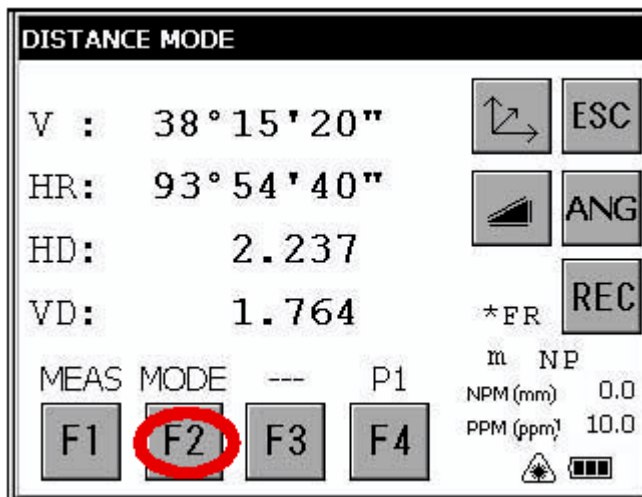 DISTANCE MODE
V : 38°15'20"
HR: 93°54'40"
HD: 2.237
VD: 1.764
ESC
ANG
REC
*FR
m NP
NPM (mm) 0.0
PPM (ppm) 10.0
MEAS MODE --- P1
F1 F2 F3 F4